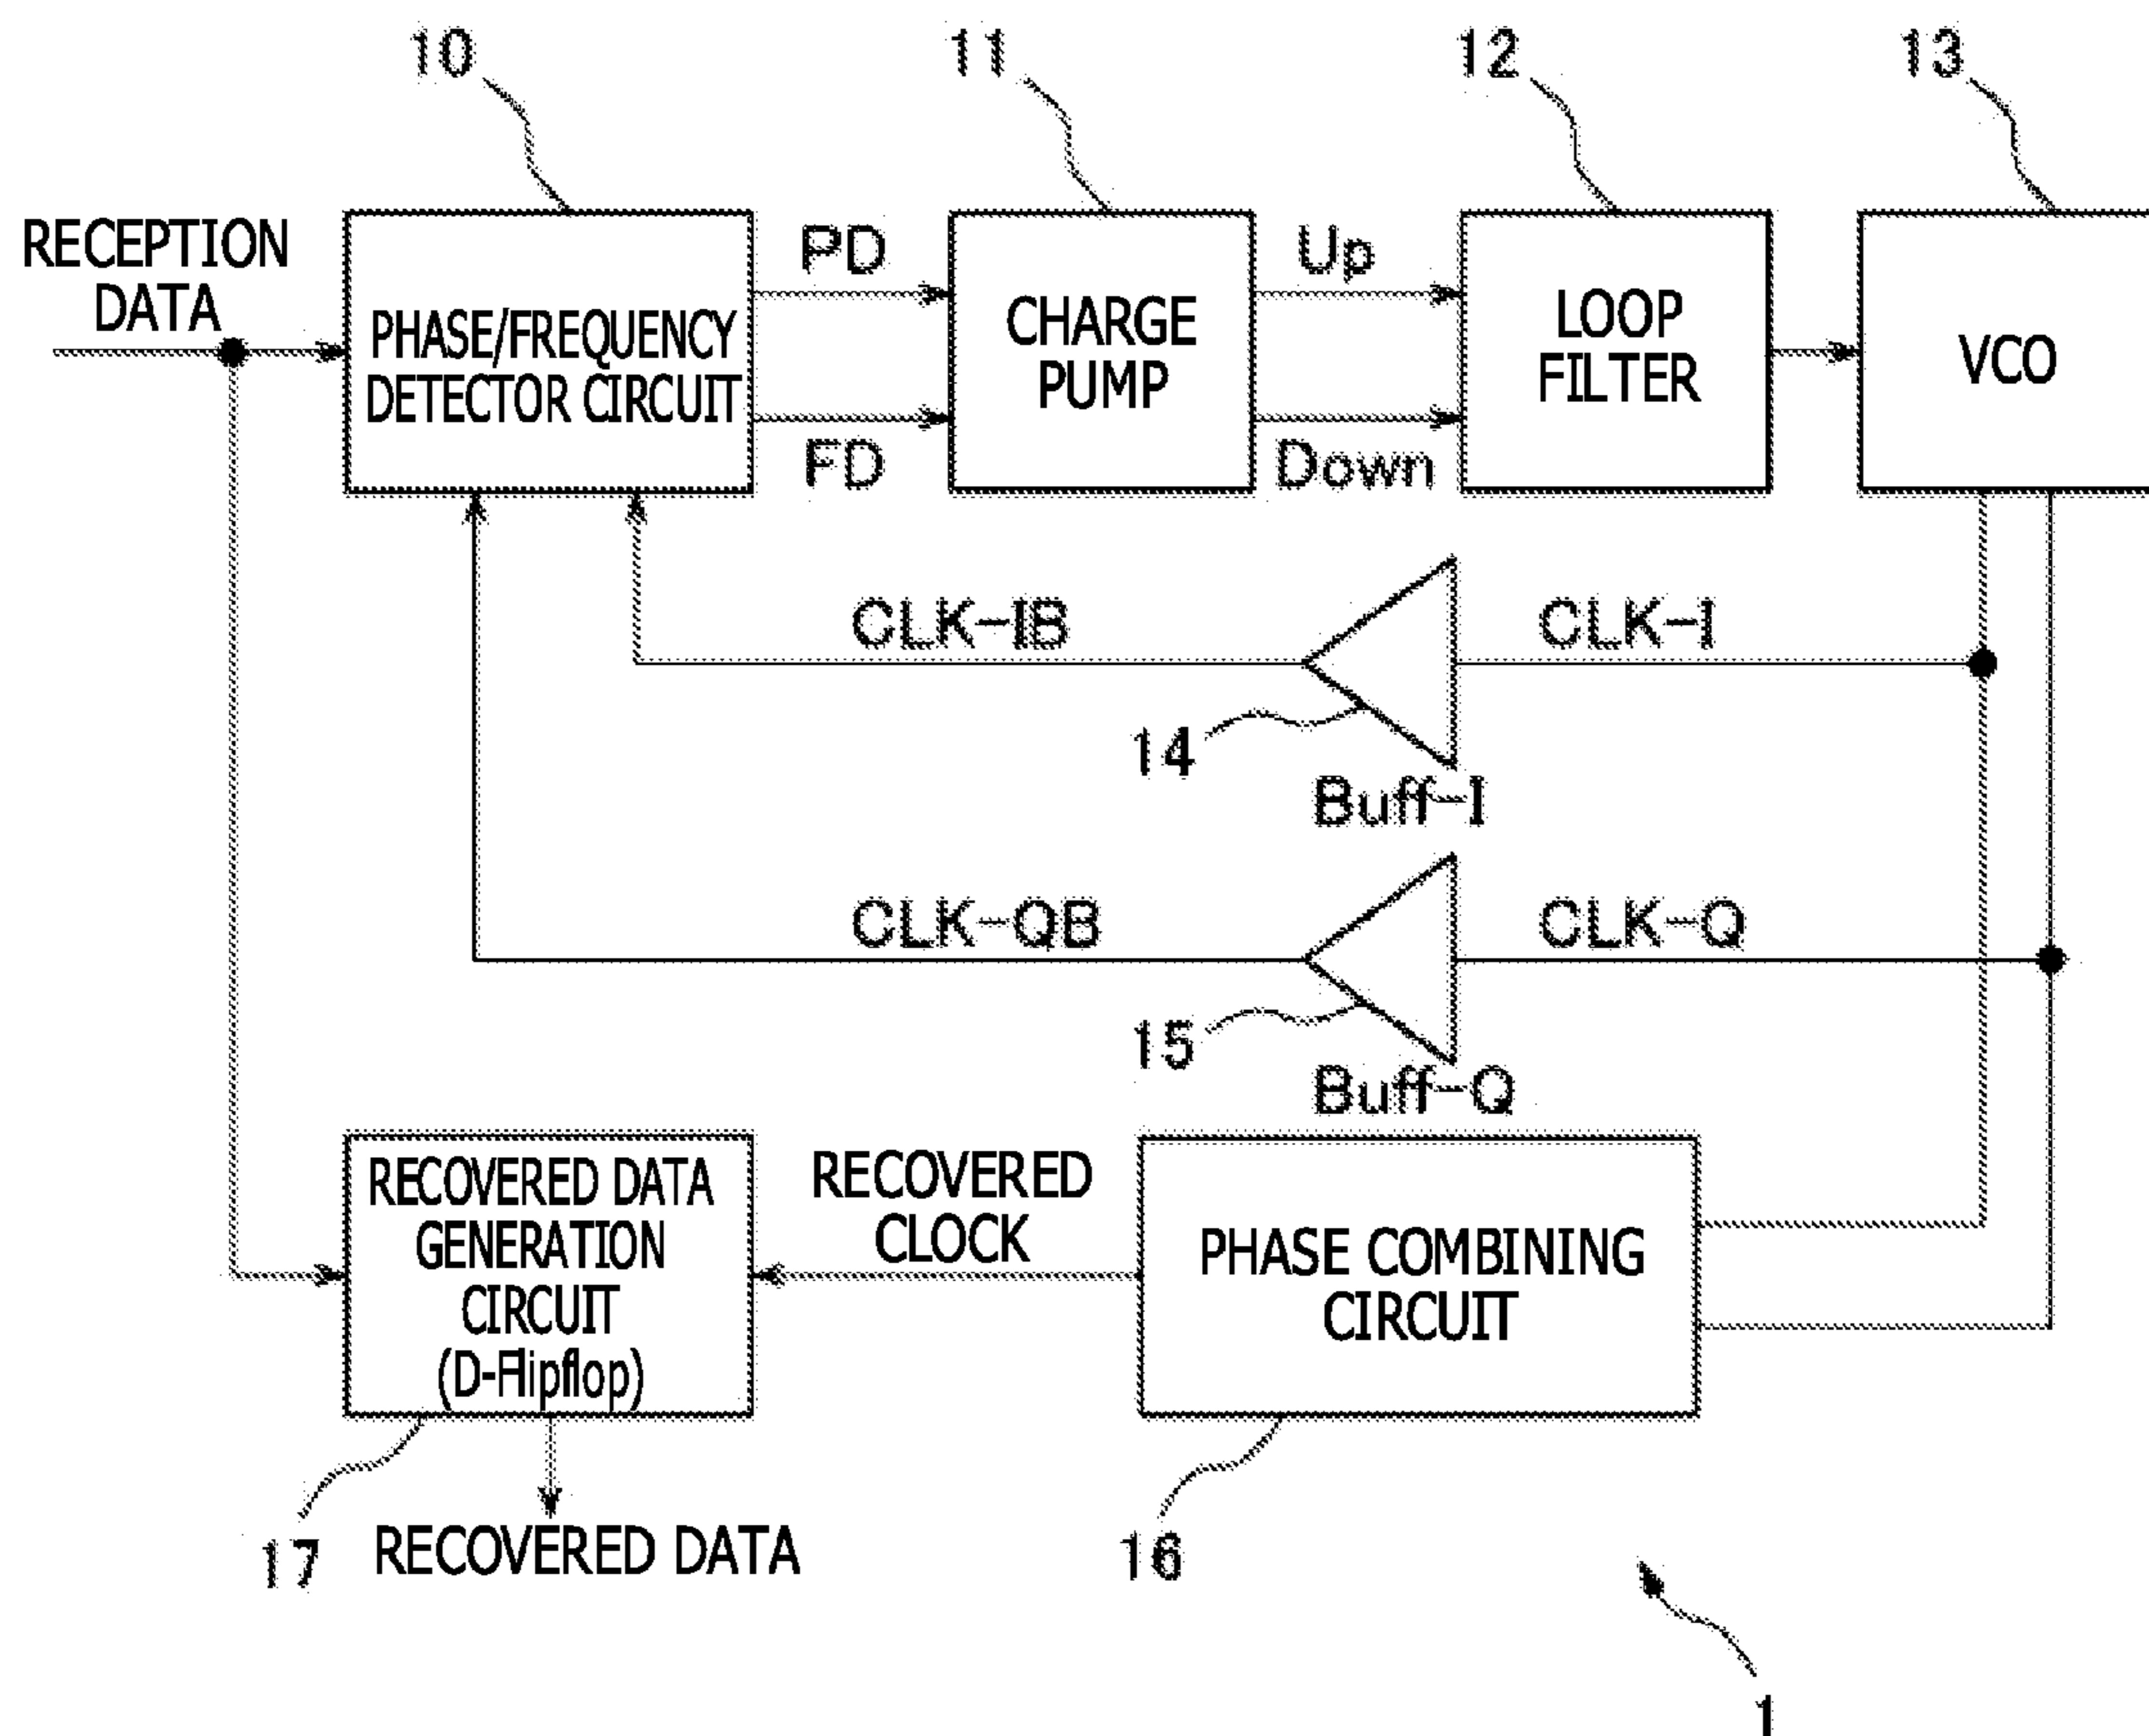 10
11
12
13
RECEPTION
DATA
PHASE/FREQUENCY
DETECTOR CIRCUIT
PD
FD
CHARGE
PUMP
Up
Down
LOOP
FILTER
VCO
CLK-IB
CLK-I
14
Buff-I
CLK-QB
CLK-Q
15
Buff-Q
RECOVERED DATA
GENERATION
CIRCUIT
(D-Flipflop)
RECOVERED
CLOCK
PHASE COMBINING
CIRCUIT
17
RECOVERED DATA
16
1